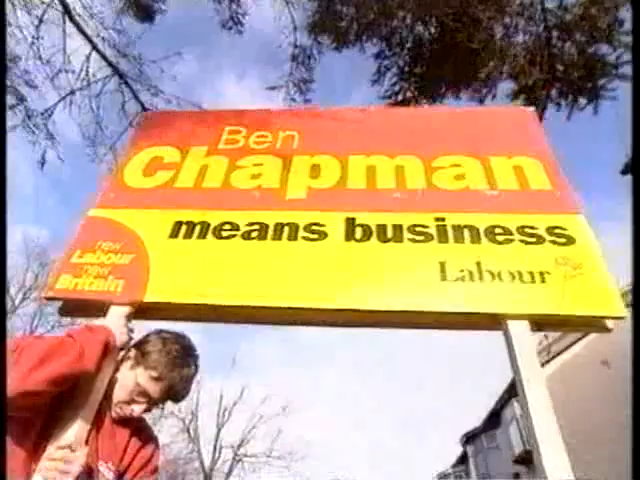 Ben
Chapman
means business
Labour
new
Labour
new
Britain